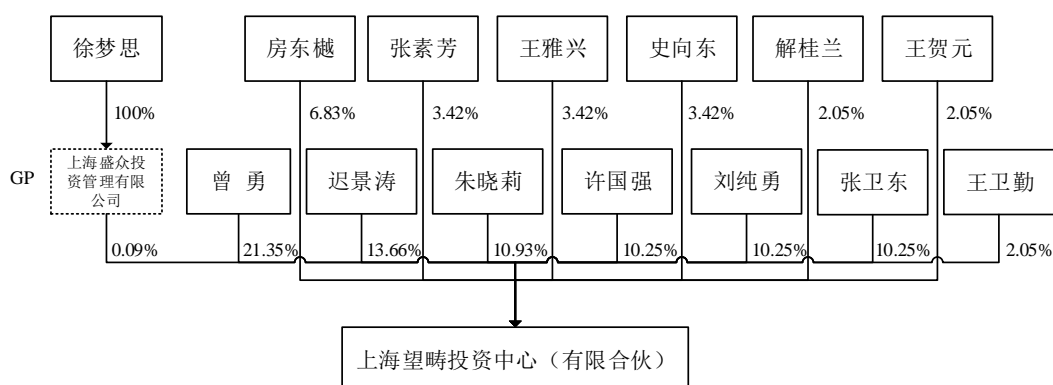 徐梦思
房东樾
张素芳
王雅兴
史向东
解桂兰
王贺元
100%
6.83%
3.42%
3.42%
3.42%
2.05%
2.05%
GP
上海盛众投
资管理有限
公司
曾 勇
迟景涛
朱晓莉
许国强
刘纯勇
张卫东
王卫勤
0.09%
21.35%
13.66%
10.93%
10.25%
10.25%
10.25%
2.05%
上海望畴投资中心（有限合伙）